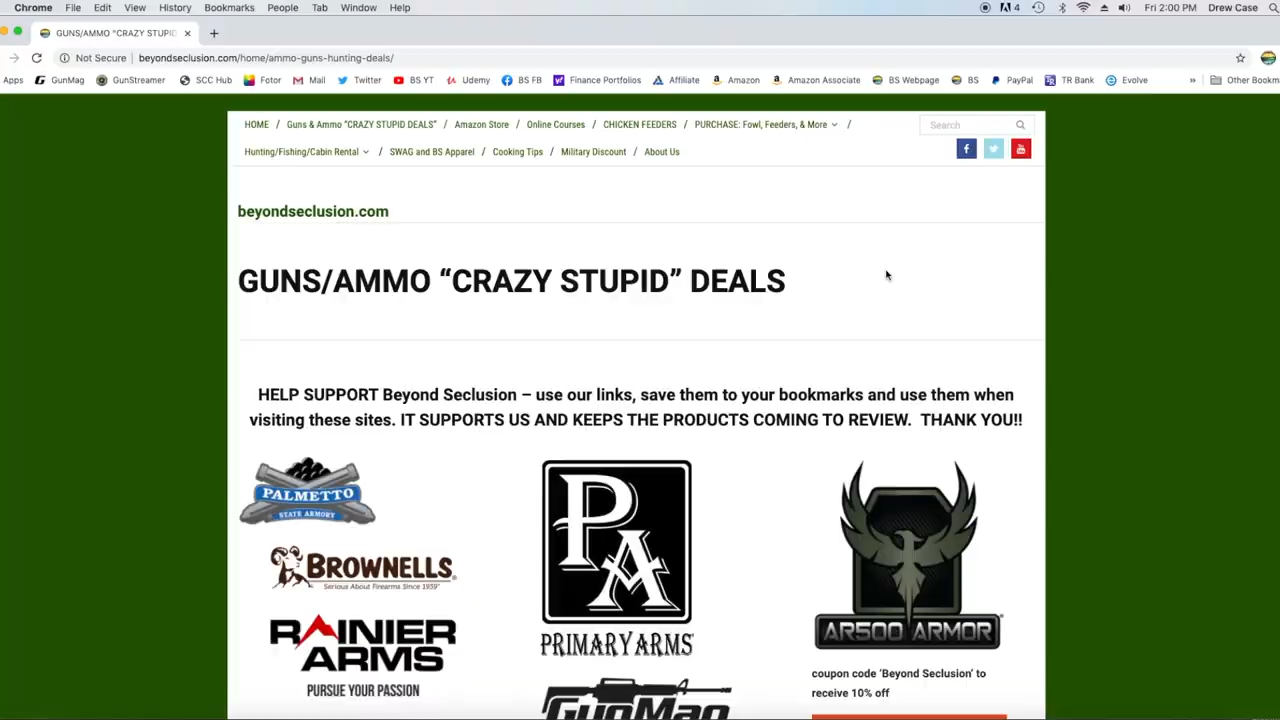 Chrome File Edit View History Bookmarks People Tab Window Help 4 Fri 2:00 PM Drew Case
GUNS/AMMO "CRAZY STUPID
Not Secure beyondseclusion.com/home/ammo-guns-hunting-deals/
Apps GunMag GunStreamer SCC Hub Fotor Mail Twitter BS YT Udemy BS FB Finance Portfolios Affiliate Amazon Amazon Associate BS Webpage BS PayPal TR Bank Evolve » Other Bookm
HOME / Guns & Ammo "CRAZY STUPID DEALS" / Amazon Store / Online Courses / CHICKEN FEEDERS / PURCHASE: Fowl, Feeders, & More / Search
Hunting/Fishing/Cabin Rental / SWAG and BS Apparel / Cooking Tips / Military Discount / About Us
beyondseclusion.com
GUNS/AMMO “CRAZY STUPID” DEALS
HELP SUPPORT Beyond Seclusion – use our links, save them to your bookmarks and use them when
visiting these sites. IT SUPPORTS US AND KEEPS THE PRODUCTS COMING TO REVIEW. THANK YOU!!
PALMETTO
STATE ARMORY
BROWNELLS
Serious About Firearms Since 1939
RAINIER
ARMS
PURSUE YOUR PASSION
PA
PRIMARY ARMS
GunMag
AR500 ARMOR
coupon code ‘Beyond Seclusion’ to
receive 10% off